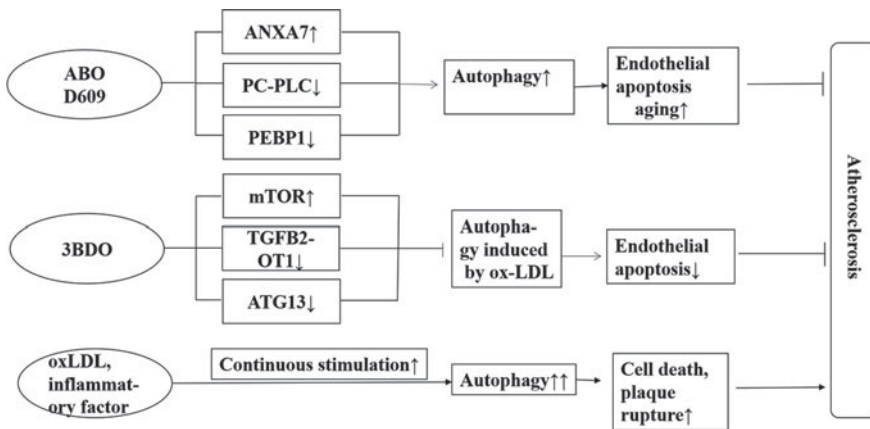 ABO
D609
ANXA7↑
PC-PLC↓
PEBP1↓
Autophagy↑
Endothelial
apoptosis
aging↑
3BDO
mTOR↑
TGFB2-
OT1↓
ATG13↓
Autopha-
gy induced
by ox-LDL
Endothelial
apoptosis↓
oxLDL,
inflammat-
ory factor
Continuous stimulation↑
Autophagy↑↑
Cell death,
plaque
rupture↑
Atherosclerosis